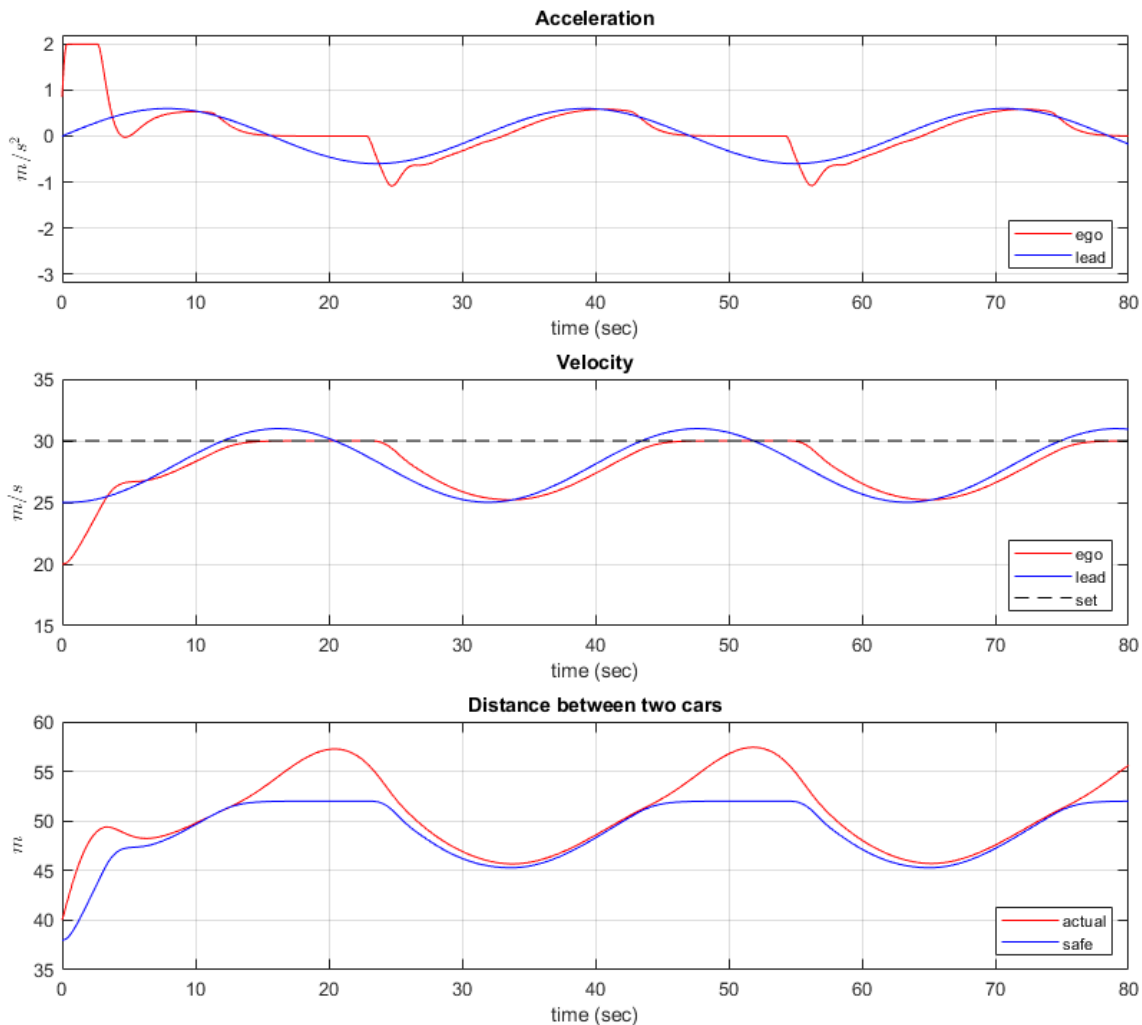 Acceleration
2
1
0
-1
-2
-3
m/s²
ego
lead
0 10 20 30 40 50 60 70 80
time (sec)
Velocity
35
30
25
20
15
m/s
ego
lead
set
0 10 20 30 40 50 60 70 80
time (sec)
Distance between two cars
60
55
50
45
40
35
m
actual
safe
0 10 20 30 40 50 60 70 80
time (sec)